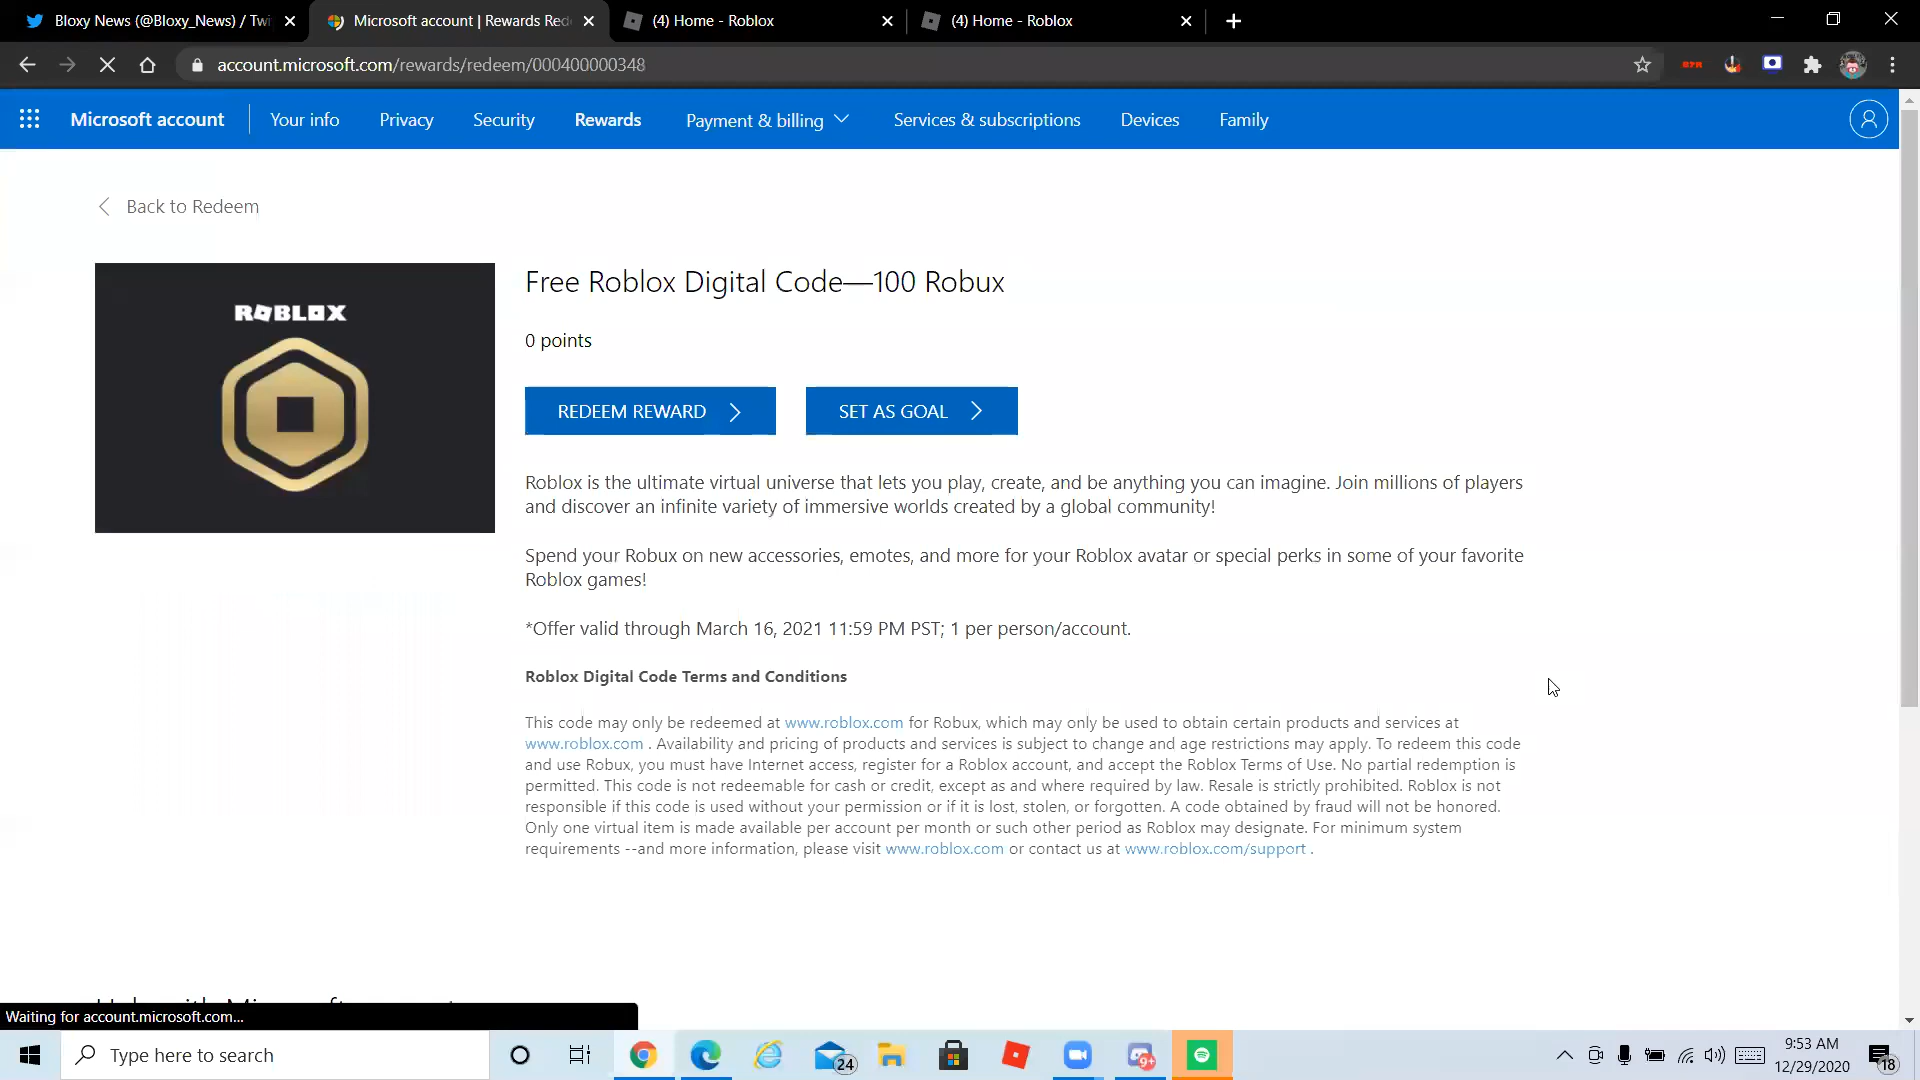 Bloxy News (@Bloxy_News) / Twi
Microsoft account | Rewards Red
(4) Home - Roblox
(4) Home - Roblox
account.microsoft.com/rewards/redeem/000400000348
Microsoft account
Your info
Privacy
Security
Rewards
Payment & billing
Services & subscriptions
Devices
Family
Back to Redeem
ROBLOX
Free Roblox Digital Code—100 Robux
0 points
REDEEM REWARD
SET AS GOAL
Roblox is the ultimate virtual universe that lets you play, create, and be anything you can imagine. Join millions of players
and discover an infinite variety of immersive worlds created by a global community!
Spend your Robux on new accessories, emotes, and more for your Roblox avatar or special perks in some of your favorite
Roblox games!
*Offer valid through March 16, 2021 11:59 PM PST; 1 per person/account.
Roblox Digital Code Terms and Conditions
This code may only be redeemed at www.roblox.com for Robux, which may only be used to obtain certain products and services at
www.roblox.com . Availability and pricing of products and services is subject to change and age restrictions may apply. To redeem this code
and use Robux, you must have Internet access, register for a Roblox account, and accept the Roblox Terms of Use. No partial redemption is
permitted. This code is not redeemable for cash or credit, except as and where required by law. Resale is strictly prohibited. Roblox is not
responsible if this code is used without your permission or if it is lost, stolen, or forgotten. A code obtained by fraud will not be honored.
Only one virtual item is made available per account per month or such other period as Roblox may designate. For minimum system
requirements --and more information, please visit www.roblox.com or contact us at www.roblox.com/support .
Waiting for account.microsoft.com...
Type here to search
24
9+
9:53 AM
12/29/2020
18